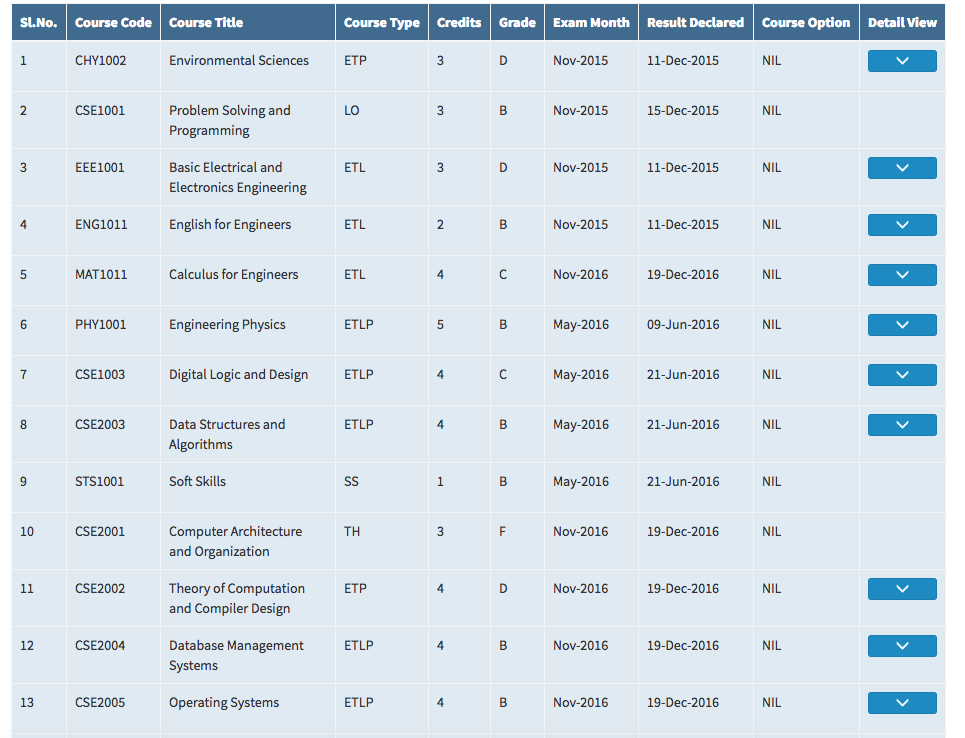 Sl.No. Course Code Course Title Course Type Credits Grade Exam Month Result Declared Course Option Detail View
1 CHY1002 Environmental Sciences ETP 3 D Nov-2015 11-Dec-2015 NIL
2 CSE1001 Problem Solving and LO 3 B Nov-2015 15-Dec-2015 NIL
Programming
3 EEE1001 Basic Electrical and ETL 3 D Nov-2015 11-Dec-2015 NIL
Electronics Engineering
4 ENG1011 English for Engineers ETL 2 B Nov-2015 11-Dec-2015 NIL
5 MAT1011 Calculus for Engineers ETL 4 C Nov-2016 19-Dec-2016 NIL
6 PHY1001 Engineering Physics ETLP 5 B May-2016 09-Jun-2016 NIL
7 CSE1003 Digital Logic and Design ETLP 4 C May-2016 21-Jun-2016 NIL
8 CSE2003 Data Structures and ETLP 4 B May-2016 21-Jun-2016 NIL
Algorithms
9 STS1001 Soft Skills SS 1 B May-2016 21-Jun-2016 NIL
10 CSE2001 Computer Architecture TH 3 F Nov-2016 19-Dec-2016 NIL
and Organization
11 CSE2002 Theory of Computation ETP 4 D Nov-2016 19-Dec-2016 NIL
and Compiler Design
12 CSE2004 Database Management ETLP 4 B Nov-2016 19-Dec-2016 NIL
Systems
13 CSE2005 Operating Systems ETLP 4 B Nov-2016 19-Dec-2016 NIL